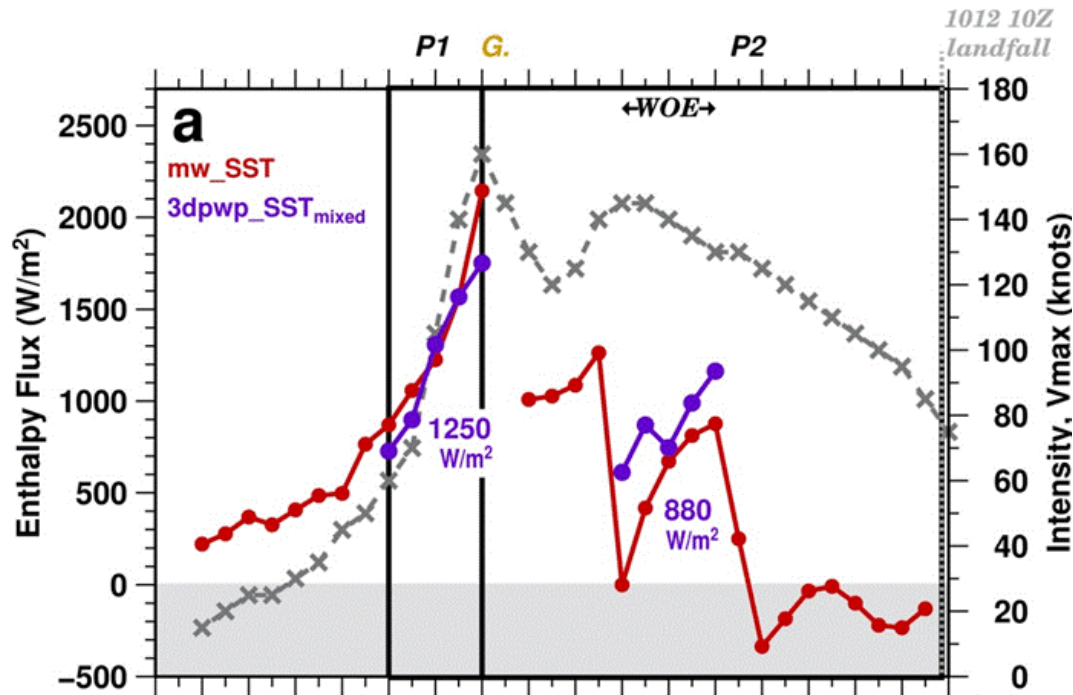 1012 10Z
landfall
P1 G. P2
a
←WOE→
mw_SST
3dpwp_SSTmixed
Enthalpy Flux (W/m²)
2500
2000
1500
1000
500
0
−500
1250
W/m²
880
W/m²
180
160
140
120
100
80
60
40
20
0
Intensity, Vmax (knots)